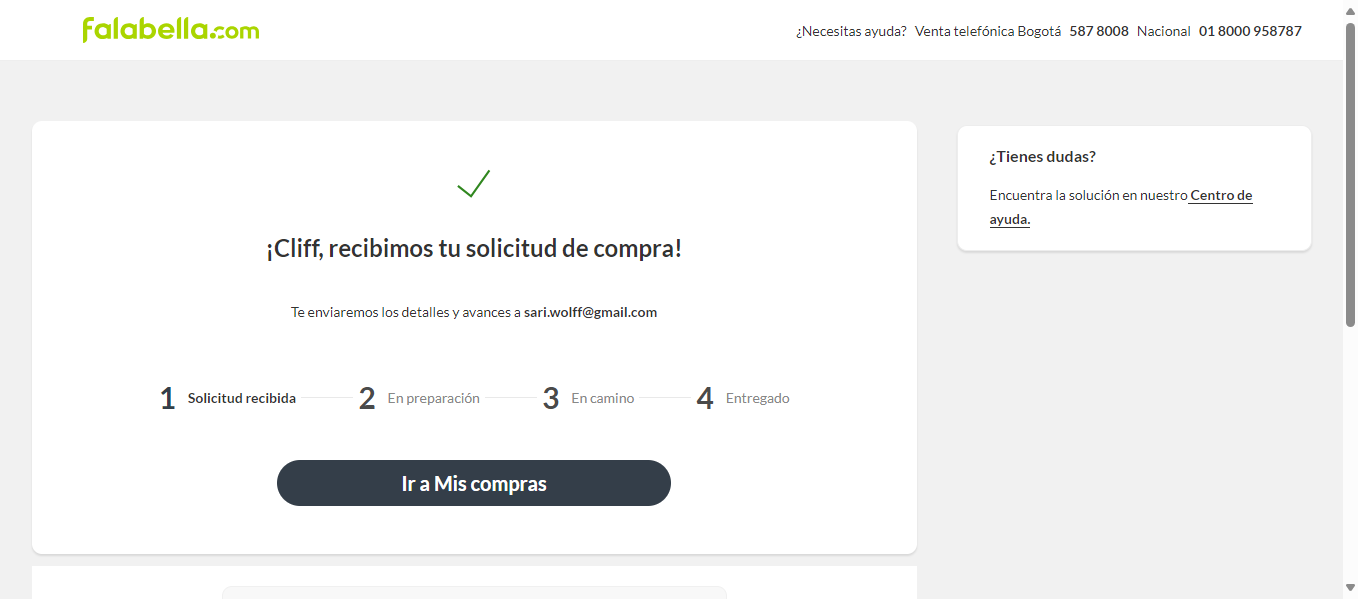 falabella.com
¿Necesitas ayuda? Venta telefónica Bogotá 587 8008 Nacional 01 8000 958787
¡Cliff, recibimos tu solicitud de compra!
Te enviaremos los detalles y avances a sari.wolff@gmail.com
1 Solicitud recibida 2 En preparación 3 En camino 4 Entregado
Ir a Mis compras
¿Tienes dudas?
Encuentra la solución en nuestro Centro de
ayuda.